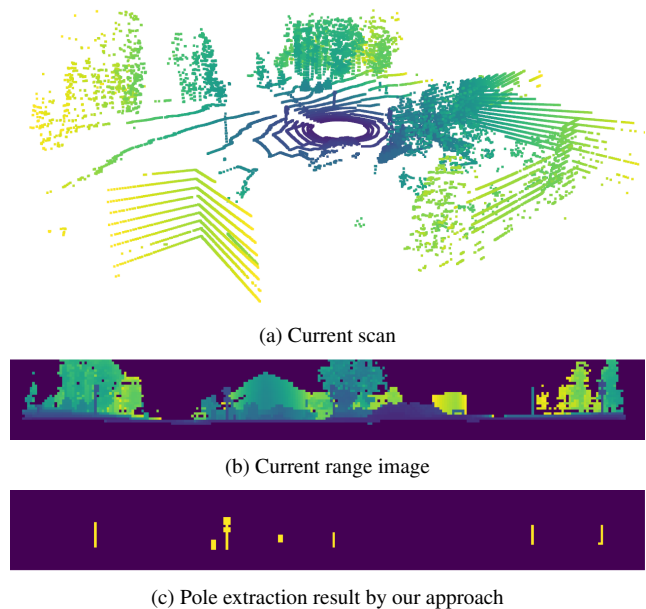 (a) Current scan
(b) Current range image
(c) Pole extraction result by our approach